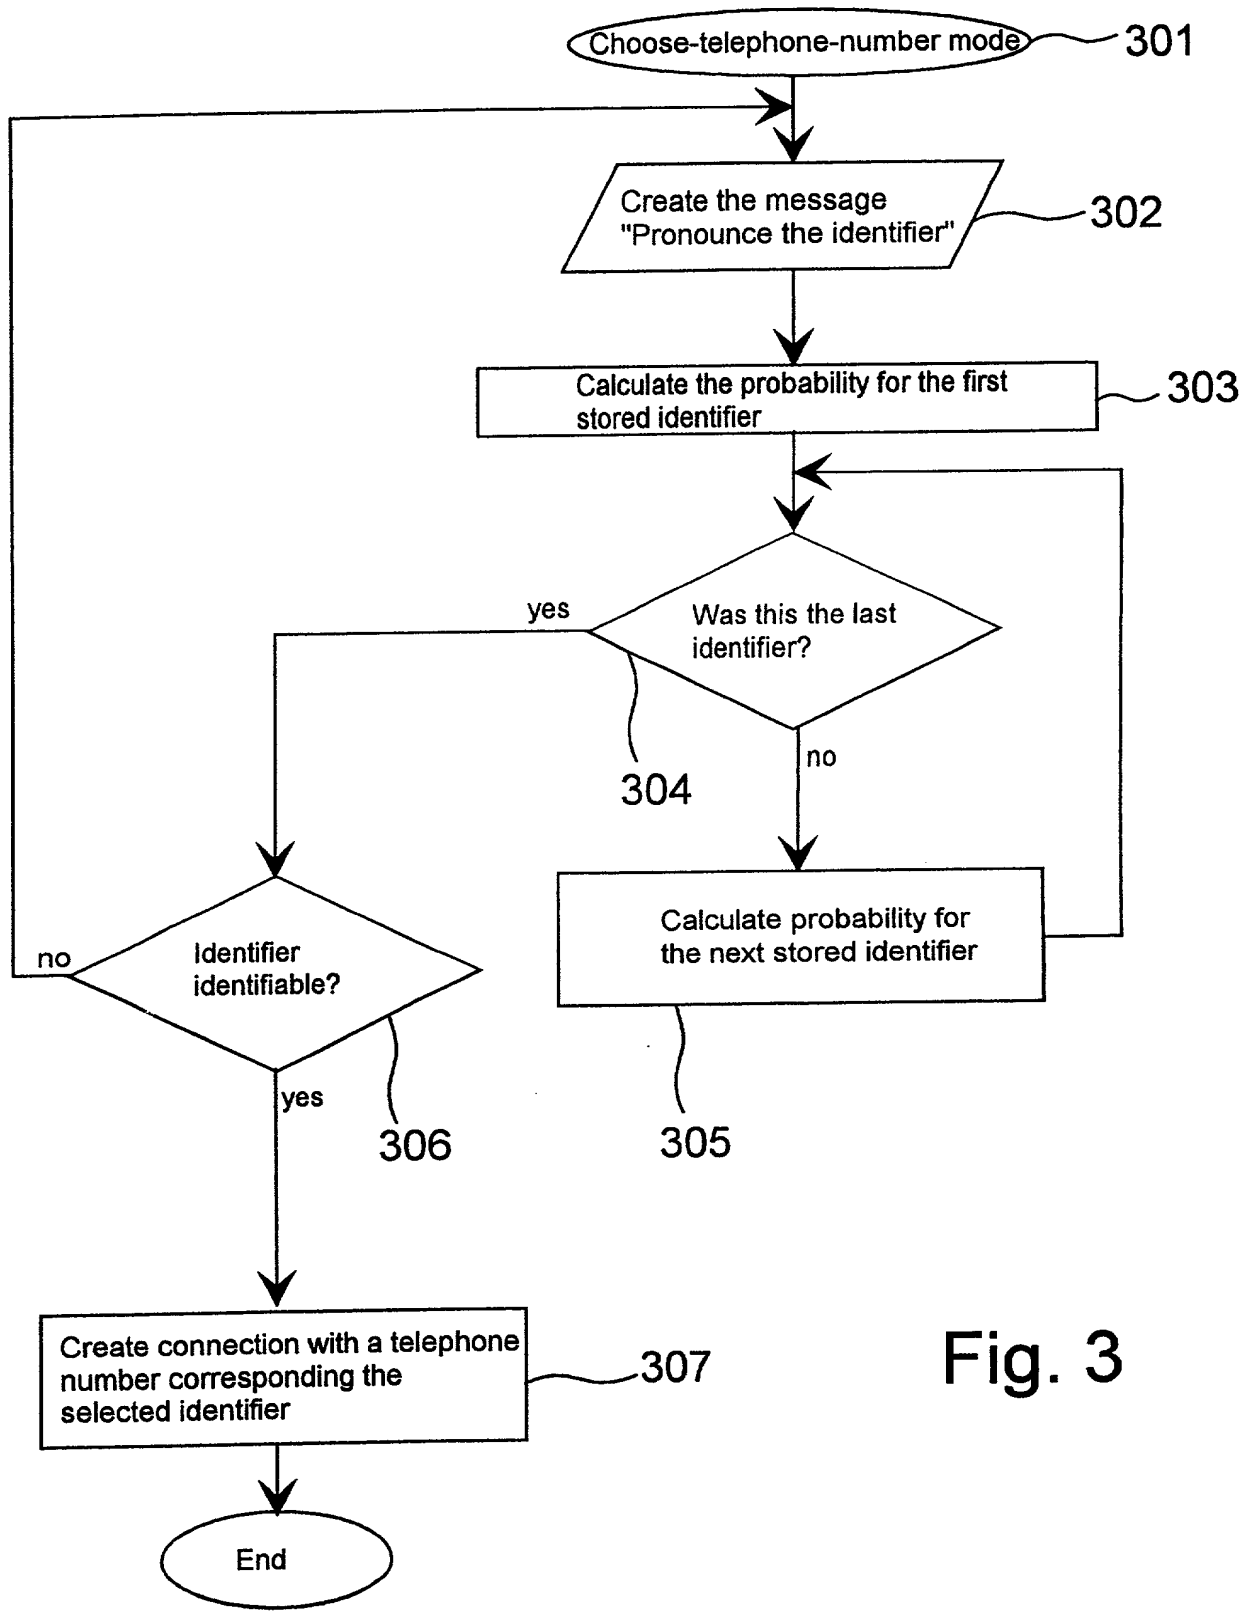 Choose-telephone-number mode
301
Create the message
"Pronounce the identifier"
302
Calculate the probability for the first
stored identifier
303
Was this the last
identifier?
yes
no
304
Calculate probability for
the next stored identifier
305
Identifier
identifiable?
no
yes
306
Create connection with a telephone
number corresponding the
selected identifier
307
End
Fig. 3